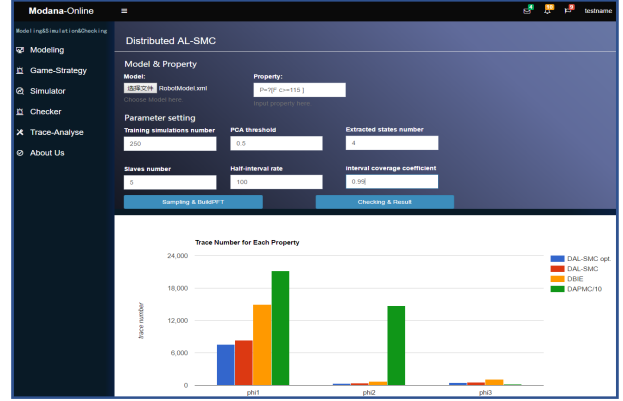 Modana-Online ≡ 4 10 9 testname
Modeling&Simulation&Checking
Modeling
Game-Strategy
Simulator
Checker
Trace-Analyse
About Us
Distributed AL-SMC
Model & Property
Model: Property:
选择文件 RobotModel.xml P=?[F c>=115 ]
Choose Model here. Input property here
Parameter setting
Training simulations number PCA threshold Extracted states number
250 0.5 4
Slaves number Half-interval rate Interval coverage coefficient
5 100 0.99
Sampling & BuildPFT Checking & Result
Trace Number for Each Property
trace number
24,000
18,000
12,000
6,000
0
phi1 phi2 phi3
DAL-SMC opt.
DAL-SMC
DBIE
DAPMC/10